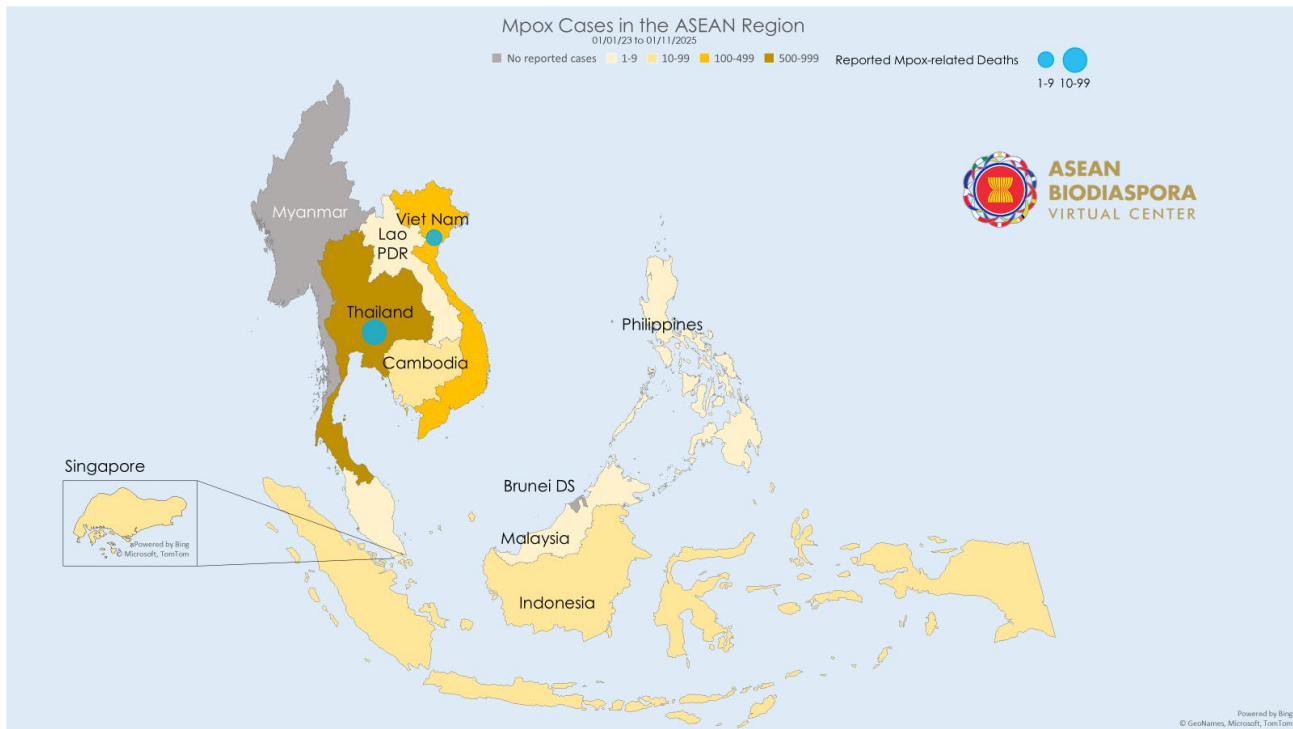 Mpox Cases in the ASEAN Region
01/01/23 to 01/11/2025
No reported cases 1-9 10-99 100-499 500-999
Reported Mpox-related Deaths
1-9 10-99
ASEAN
BIODIASPORA
VIRTUAL CENTER
Myanmar
Viet Nam
Lao
PDR
Thailand
Cambodia
Philippines
Singapore
Powered by Bing
© Microsoft, TomTom
Brunei DS
Malaysia
Indonesia
Powered by Bing
© GeoNames, Microsoft, TomTom